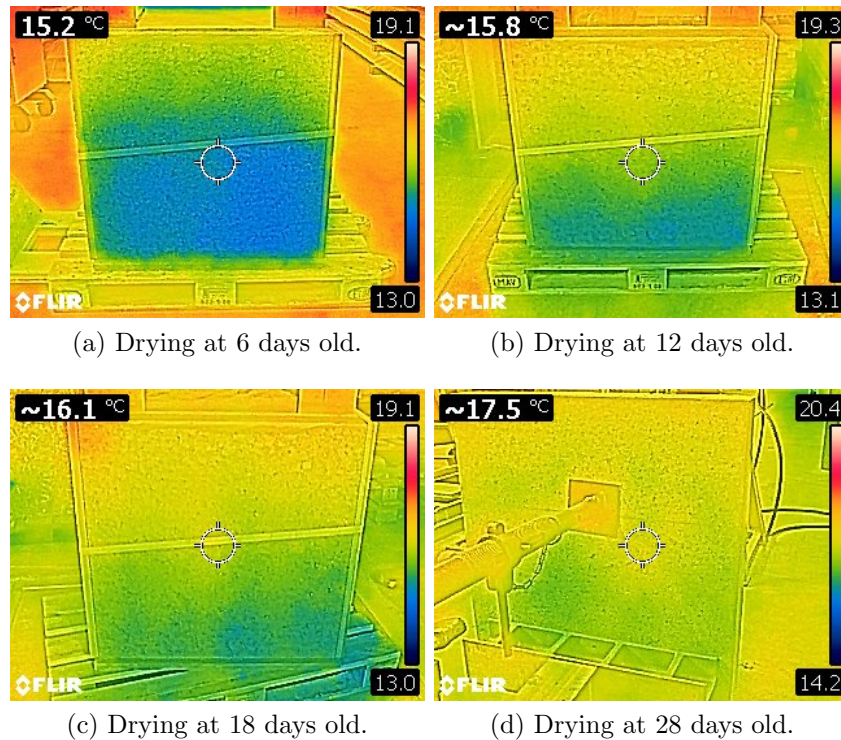 15.2 °C
19.1
13.0
FLIR
(a) Drying at 6 days old.
~15.8 °C
19.3
13.1
FLIR
(b) Drying at 12 days old.
~16.1 °C
19.1
13.0
FLIR
(c) Drying at 18 days old.
~17.5 °C
20.4
14.2
FLIR
(d) Drying at 28 days old.